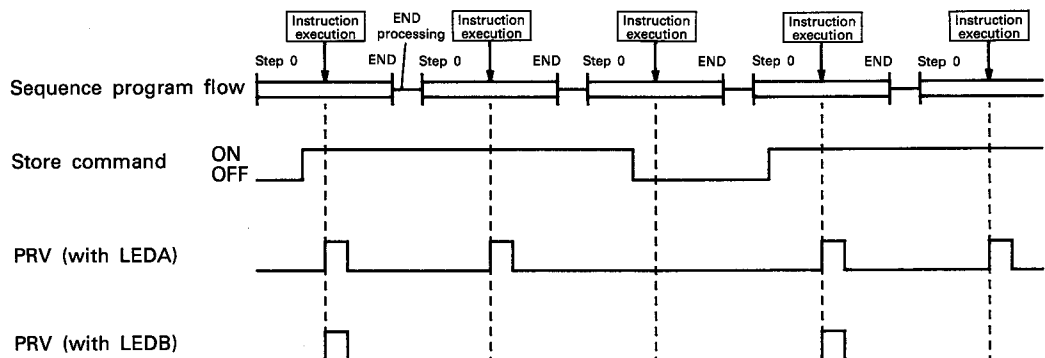 Instruction execution
END processing
Instruction execution
Instruction execution
Instruction execution
Instruction execution
Step 0 END Step 0 END Step 0 END Step 0 END Step 0
Sequence program flow
Store command ON
OFF
PRV (with LEDA)
PRV (with LEDB)